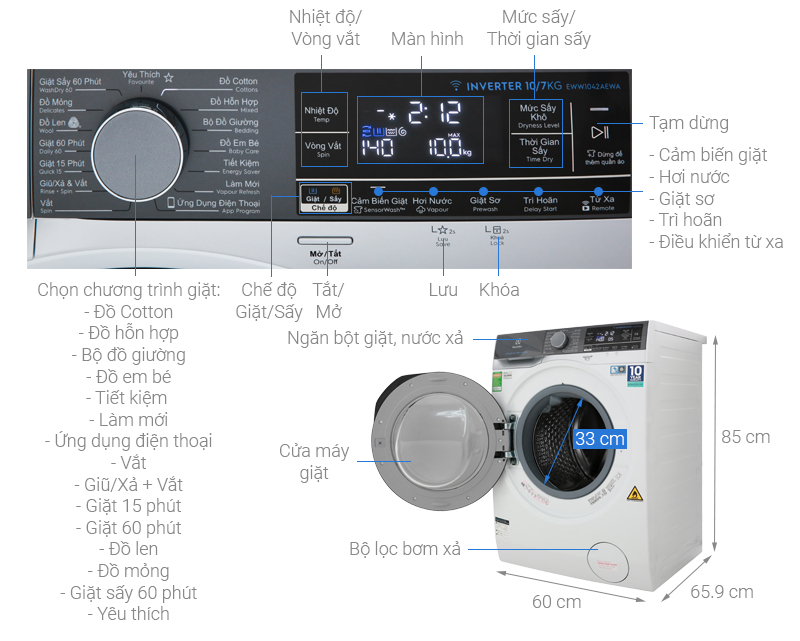 Nhiệt độ/
Vòng vắt
Màn hình
Mức sấy/
Thời gian sấy
Giặt Sấy 60 Phút
WashDry 60
Đồ Mỏng
Delicates
Đồ Len
Wool
Giặt 60 Phút
Daily 60
Giặt 15 Phút
Quick 15
Giũ/Xả & Vắt
Rinse + Spin
Vắt
Spin
Yêu Thích
Favourite
Đồ Cotton
Cottons
Đồ Hỗn Hợp
Mixed
Bộ Đồ Giường
Bedding
Đồ Em Bé
Baby Care
Tiết Kiệm
Energy Saver
Làm Mới
Vapour Refresh
Ứng Dụng Điện Thoại
App Program
INVERTER 10/7KG EWW1042AEWA
Nhiệt Độ
Temp
Vòng Vắt
Spin
2:12
140
MAX
10.0kg
Mức Sấy
Khô
Dryness Level
Thời Gian
Sấy
Time Dry
Dừng để
thêm quần áo
Giặt / Sấy
Chế độ
Cảm Biến Giặt
SensorWash™
Hơi Nước
Vapour
Giặt Sơ
Prewash
Trì Hoãn
Delay Start
Từ Xa
Remote
Mở/Tắt
On/Off
2s
Lưu
Save
2s
Khoá
Lock
Tạm dừng
- Cảm biến giặt
- Hơi nước
- Giặt sơ
- Trì hoãn
- Điều khiển từ xa
Chọn chương trình giặt:
- Đồ Cotton
- Đồ hỗn hợp
- Bộ đồ giường
- Đồ em bé
- Tiết kiệm
- Làm mới
- Ứng dụng điện thoại
- Vắt
- Giũ/Xả + Vắt
- Giặt 15 phút
- Giặt 60 phút
- Đồ len
- Đồ mỏng
- Giặt sấy 60 phút
- Yêu thích
Chế độ
Giặt/Sấy
Tắt/
Mở
Lưu
Khóa
Ngăn bột giặt, nước xả
10
YEAR
33 cm
85 cm
Cửa máy
giặt
Bộ lọc bơm xả
60 cm
65.9 cm